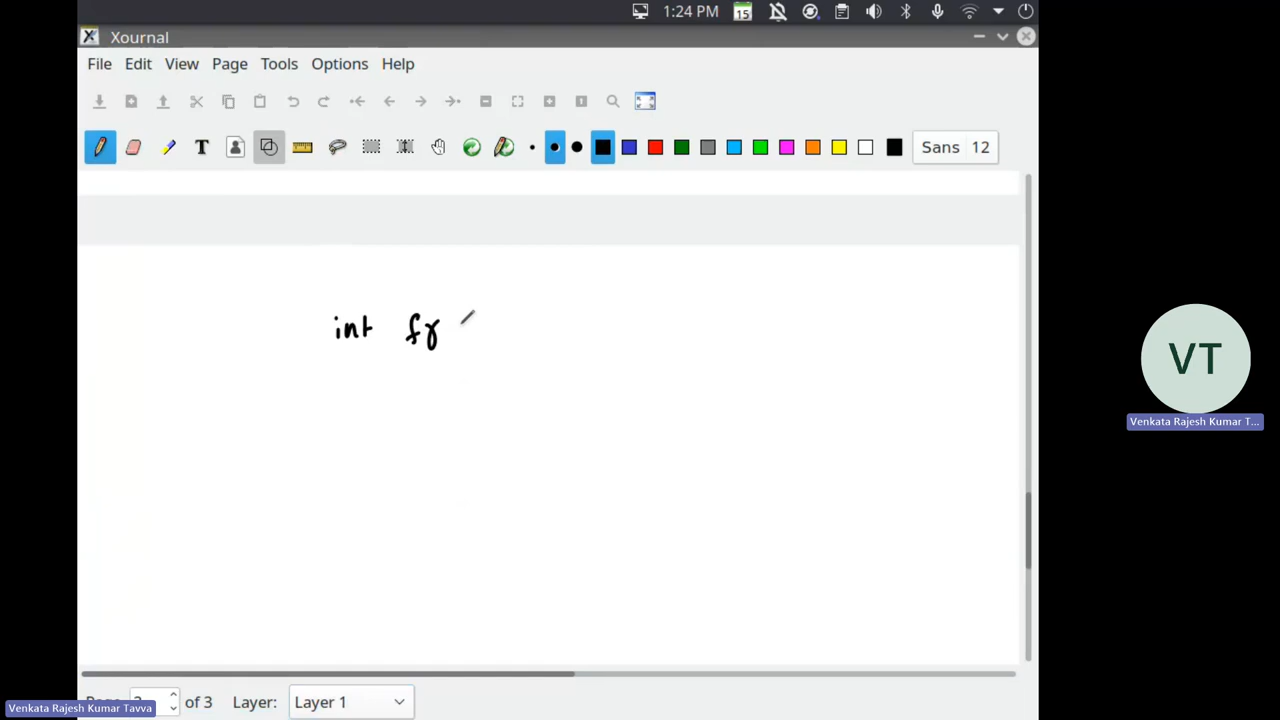 1:24 PM 15
Xournal
File Edit View Page Tools Options Help
T Sans 12
int fr
VT
Venkata Rajesh Kumar T...
of 3 Layer: Layer 1
Venkata Rajesh Kumar Tavva